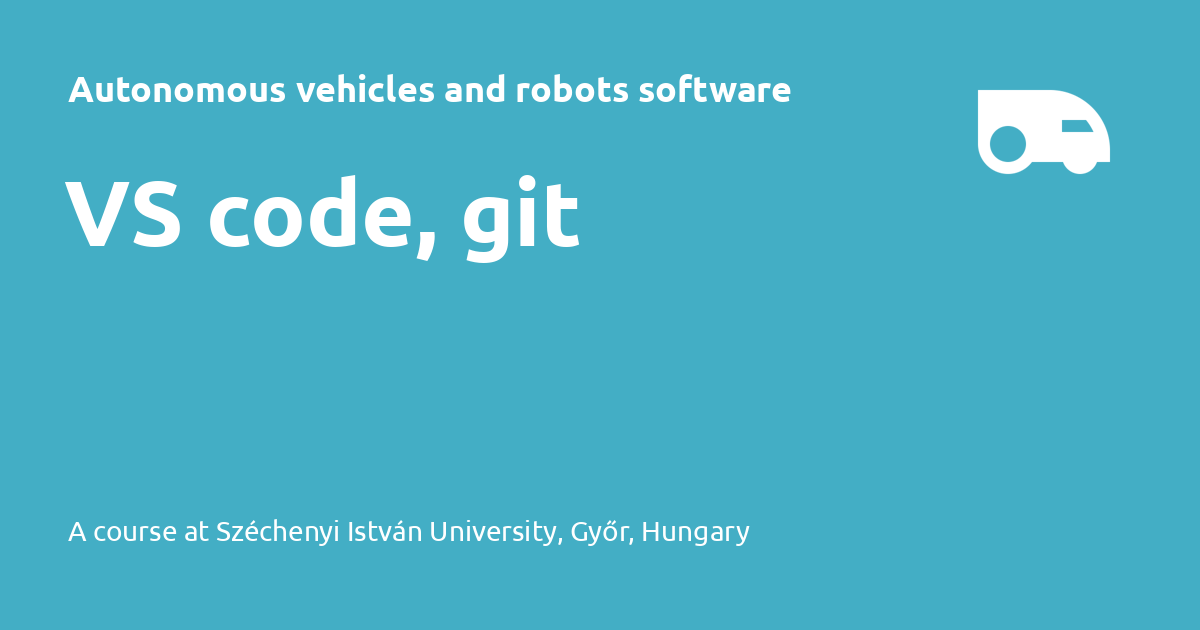 Autonomous vehicles and robots software
VS code, git
A course at Széchenyi István University, Győr, Hungary